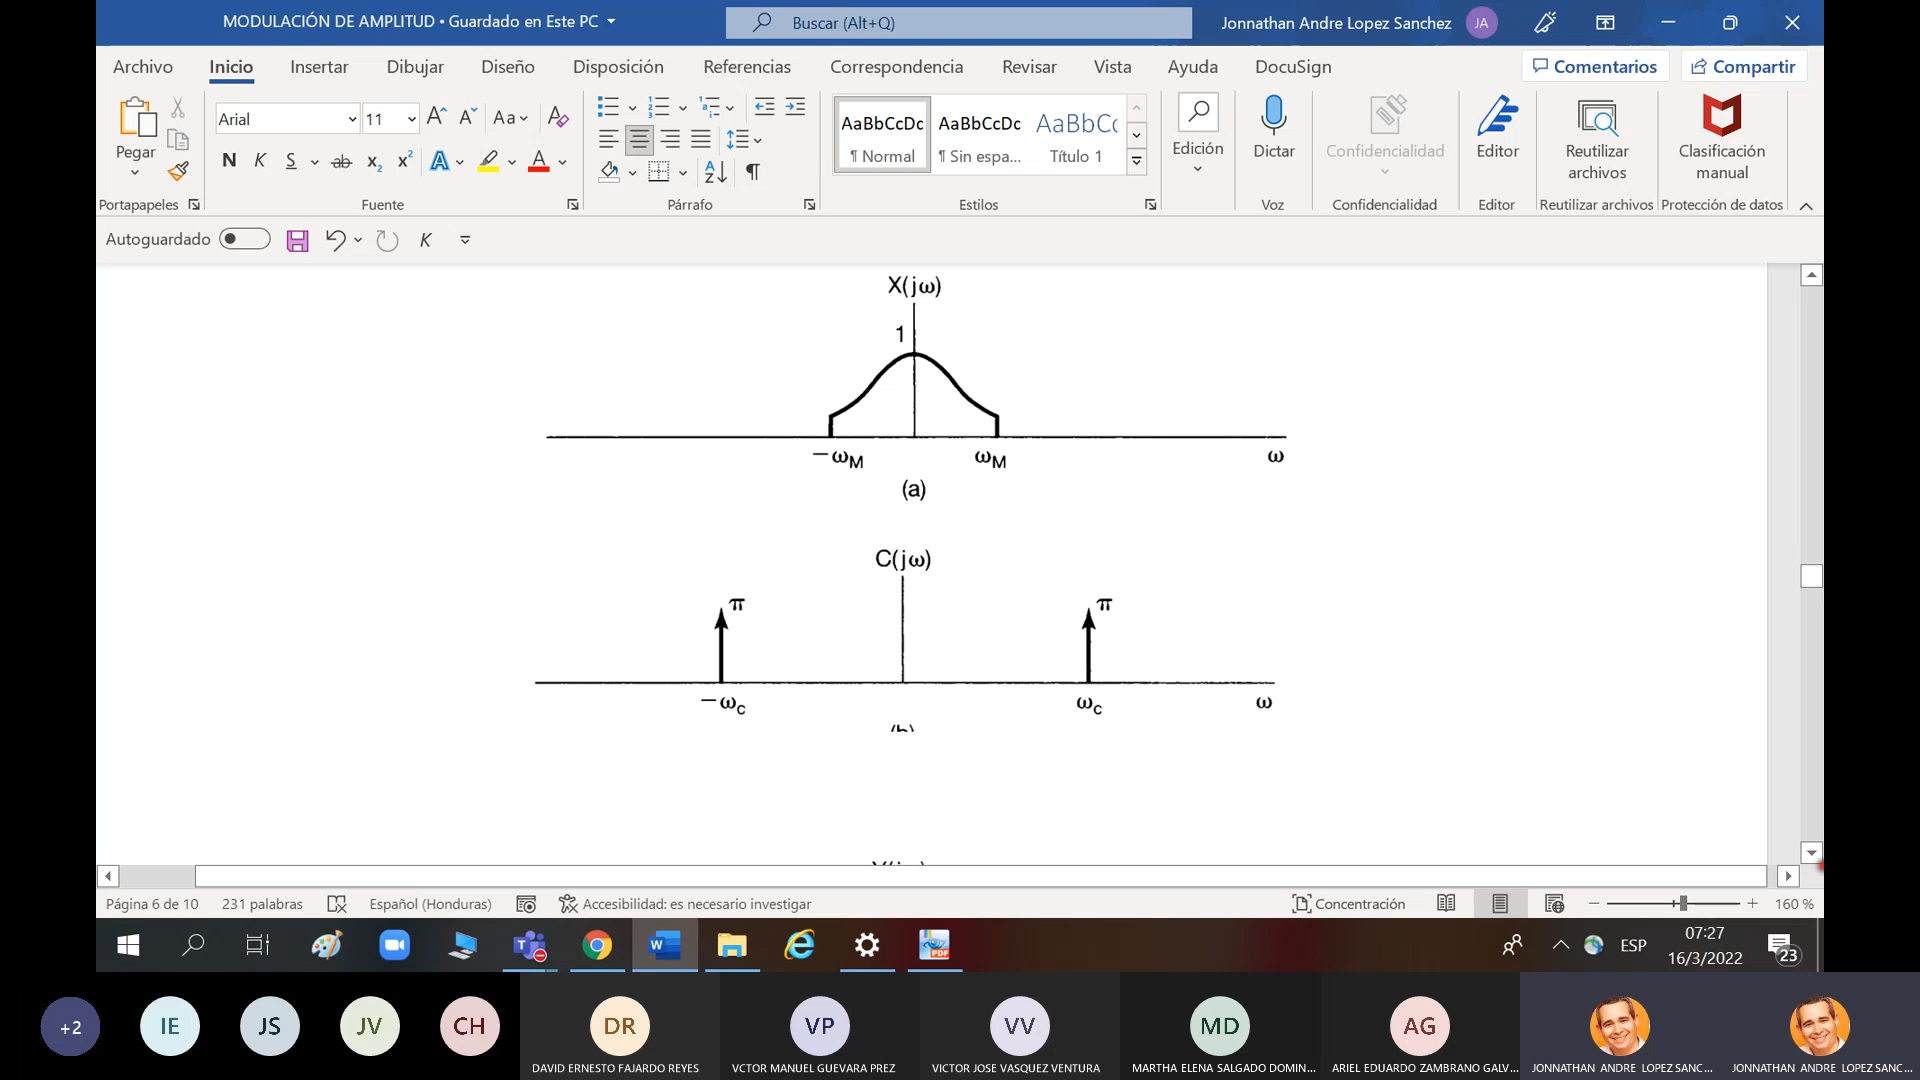 MODULACIÓN DE AMPLITUD • Guardado en Este PC
Buscar (Alt+Q)
Jonnathan Andre Lopez Sanchez
JA
Archivo Inicio Insertar Dibujar Diseño Disposición Referencias Correspondencia Revisar Vista Ayuda DocuSign
Comentarios
Compartir
Pegar
Portapapeles
Arial
11
Aa
N K S ab x₂ x² A A
Fuente
Párrafo
AaBbCcDc AaBbCcDc AaBbCc
¶ Normal ¶ Sin espa... Título 1
Estilos
Edición
Dictar
Voz
Confidencialidad
Confidencialidad
Editor
Editor
Reutilizar
archivos
Reutilizar archivos
Clasificación
manual
Protección de datos
Autoguardado
K
X(jω)
1
−ωM ωM ω
(a)
C(jω)
π π
−ωc ωc ω
(b)
Página 6 de 10 231 palabras Español (Honduras) Accesibilidad: es necesario investigar Concentración 160 %
ESP
07:27
16/3/2022
23
+2 IE JS JV CH DR VP VV MD AG
DAVID ERNESTO FAJARDO REYES
VCTOR MANUEL GUEVARA PREZ
VICTOR JOSE VASQUEZ VENTURA
MARTHA ELENA SALGADO DOMIN...
ARIEL EDUARDO ZAMBRANO GALV...
JONNATHAN ANDRE LOPEZ SANC...
JONNATHAN ANDRE LOPEZ SANC...